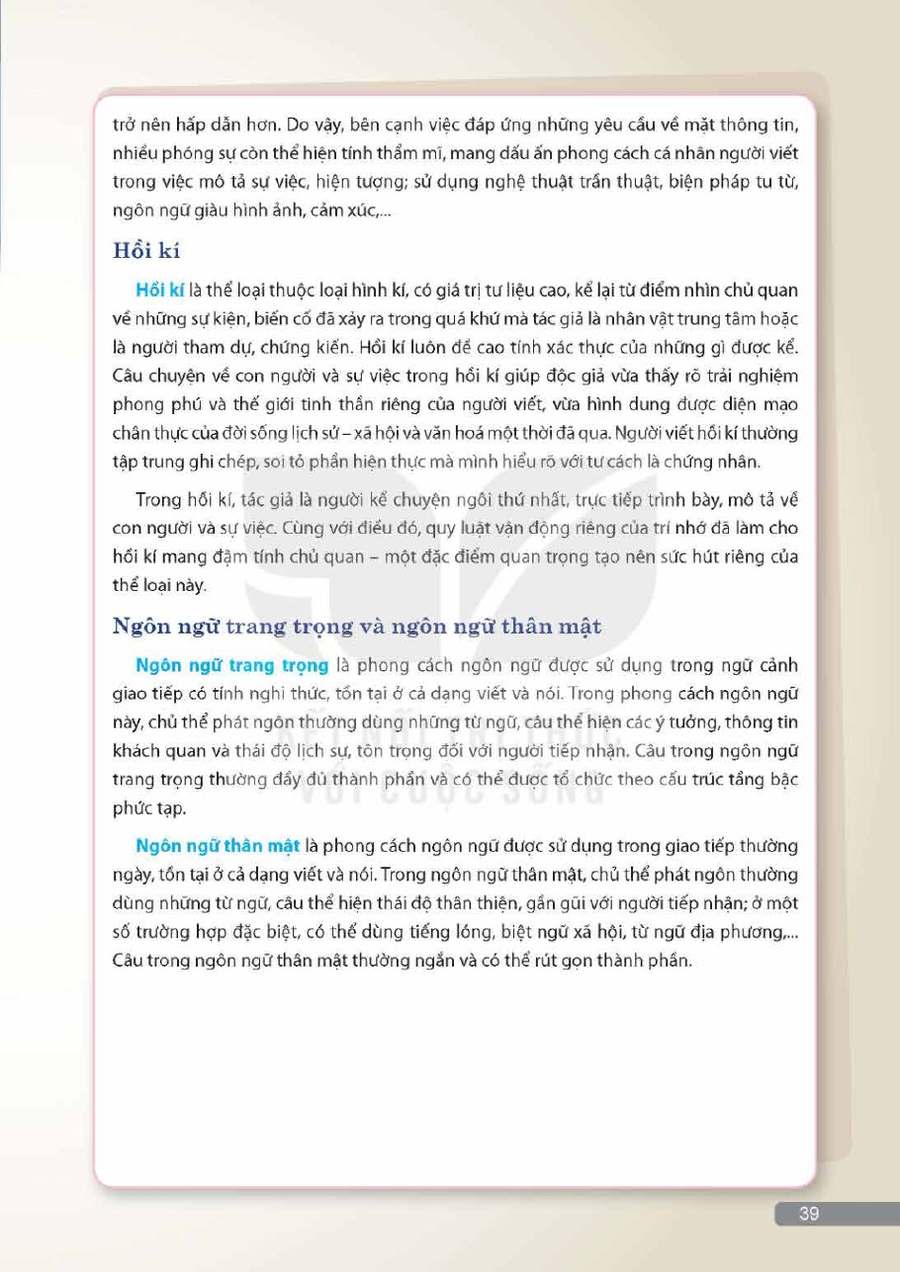 trở nên hấp dẫn hơn. Do vậy, bên cạnh việc đáp ứng những yêu cầu về mặt thông tin,
nhiều phóng sự còn thể hiện tính thẩm mĩ, mang dấu ấn phong cách cá nhân người viết
trong việc mô tả sự việc, hiện tượng; sử dụng nghệ thuật trần thuật, biện pháp tu từ,
ngôn ngữ giàu hình ảnh, cảm xúc,...
Hồi kí
Hồi kí là thể loại thuộc loại hình kí, có giá trị tư liệu cao, kể lại từ điểm nhìn chủ quan
về những sự kiện, biến cố đã xảy ra trong quá khứ mà tác giả là nhân vật trung tâm hoặc
là người tham dự, chứng kiến. Hồi kí luôn đề cao tính xác thực của những gì được kể.
Câu chuyện về con người và sự việc trong hồi kí giúp độc giả vừa thấy rõ trải nghiệm
phong phú và thế giới tinh thần riêng của người viết, vừa hình dung được diện mạo
chân thực của đời sống lịch sử – xã hội và văn hoá một thời đã qua. Người viết hồi kí thường
tập trung ghi chép, soi tỏ phần hiện thực mà mình hiểu rõ với tư cách là chứng nhân.
Trong hồi kí, tác giả là người kể chuyện ngôi thứ nhất, trực tiếp trình bày, mô tả về
con người và sự việc. Cùng với điều đó, quy luật vận động riêng của trí nhớ đã làm cho
hồi kí mang đậm tính chủ quan – một đặc điểm quan trọng tạo nên sức hút riêng của
thể loại này.
Ngôn ngữ trang trọng và ngôn ngữ thân mật
Ngôn ngữ trang trọng là phong cách ngôn ngữ được sử dụng trong ngữ cảnh
giao tiếp có tính nghi thức, tồn tại ở cả dạng viết và nói. Trong phong cách ngôn ngữ
này, chủ thể phát ngôn thường dùng những từ ngữ, câu thể hiện các ý tưởng, thông tin
khách quan và thái độ lịch sự, tôn trọng đối với người tiếp nhận. Câu trong ngôn ngữ
trang trọng thường đầy đủ thành phần và có thể được tổ chức theo cấu trúc tầng bậc
phức tạp.
Ngôn ngữ thân mật là phong cách ngôn ngữ được sử dụng trong giao tiếp thường
ngày, tồn tại ở cả dạng viết và nói. Trong ngôn ngữ thân mật, chủ thể phát ngôn thường
dùng những từ ngữ, câu thể hiện thái độ thân thiện, gần gũi với người tiếp nhận; ở một
số trường hợp đặc biệt, có thể dùng tiếng lóng, biệt ngữ xã hội, từ ngữ địa phương,...
Câu trong ngôn ngữ thân mật thường ngắn và có thể rút gọn thành phần.
KẾT NỐI TRI THỨC
VỚI CUỘC SỐNG
39